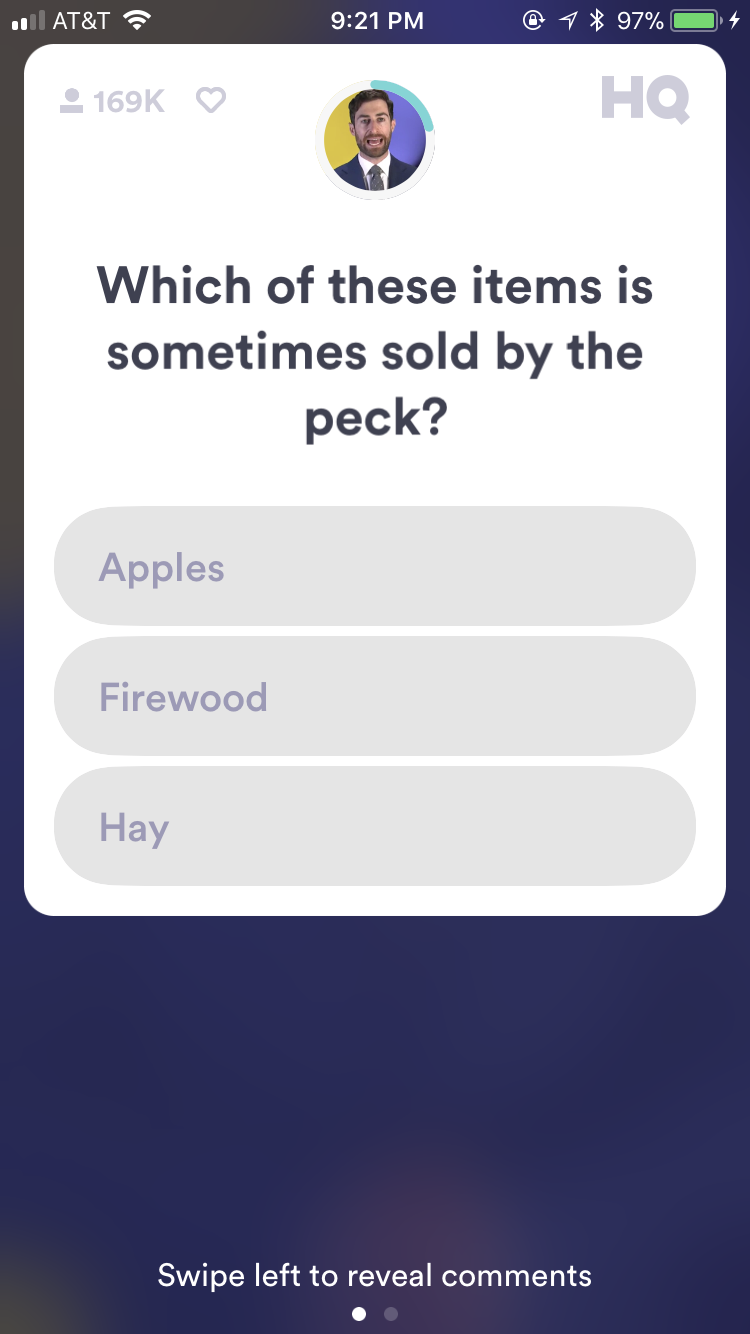 AT&T 9:21 PM 97%
169K HQ
Which of these items is
sometimes sold by the
peck?
Apples
Firewood
Hay
Swipe left to reveal comments